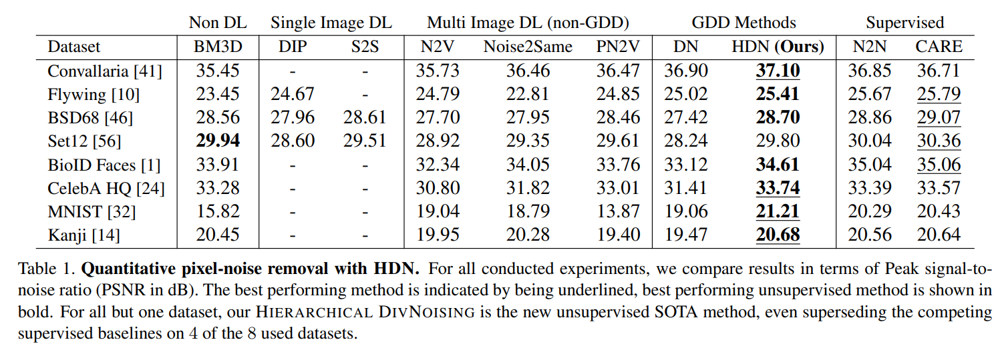 Non DL Single Image DL Multi Image DL (non-GDD) GDD Methods Supervised
Dataset BM3D DIP S2S N2V Noise2Same PN2V DN HDN (Ours) N2N CARE
Convallaria [41] 35.45 - - 35.73 36.46 36.47 36.90 37.10 36.85 36.71
Flywing [10] 23.45 24.67 - 24.79 22.81 24.85 25.02 25.41 25.67 25.79
BSD68 [46] 28.56 27.96 28.61 27.70 27.95 28.46 27.42 28.70 28.86 29.07
Set12 [56] 29.94 28.60 29.51 28.92 29.35 29.61 28.24 29.80 30.04 30.36
BioID Faces [1] 33.91 - - 32.34 34.05 33.76 33.12 34.61 35.04 35.06
CelebA HQ [24] 33.28 - - 30.80 31.82 33.01 31.41 33.74 33.39 33.57
MNIST [32] 15.82 - - 19.04 18.79 13.87 19.06 21.21 20.29 20.43
Kanji [14] 20.45 - - 19.95 20.28 19.40 19.47 20.68 20.56 20.64
Table 1. Quantitative pixel-noise removal with HDN. For all conducted experiments, we compare results in terms of Peak signal-to-
noise ratio (PSNR in dB). The best performing method is indicated by being underlined, best performing unsupervised method is shown in
bold. For all but one dataset, our HIERARCHICAL DIVNOISING is the new unsupervised SOTA method, even superseding the competing
supervised baselines on 4 of the 8 used datasets.